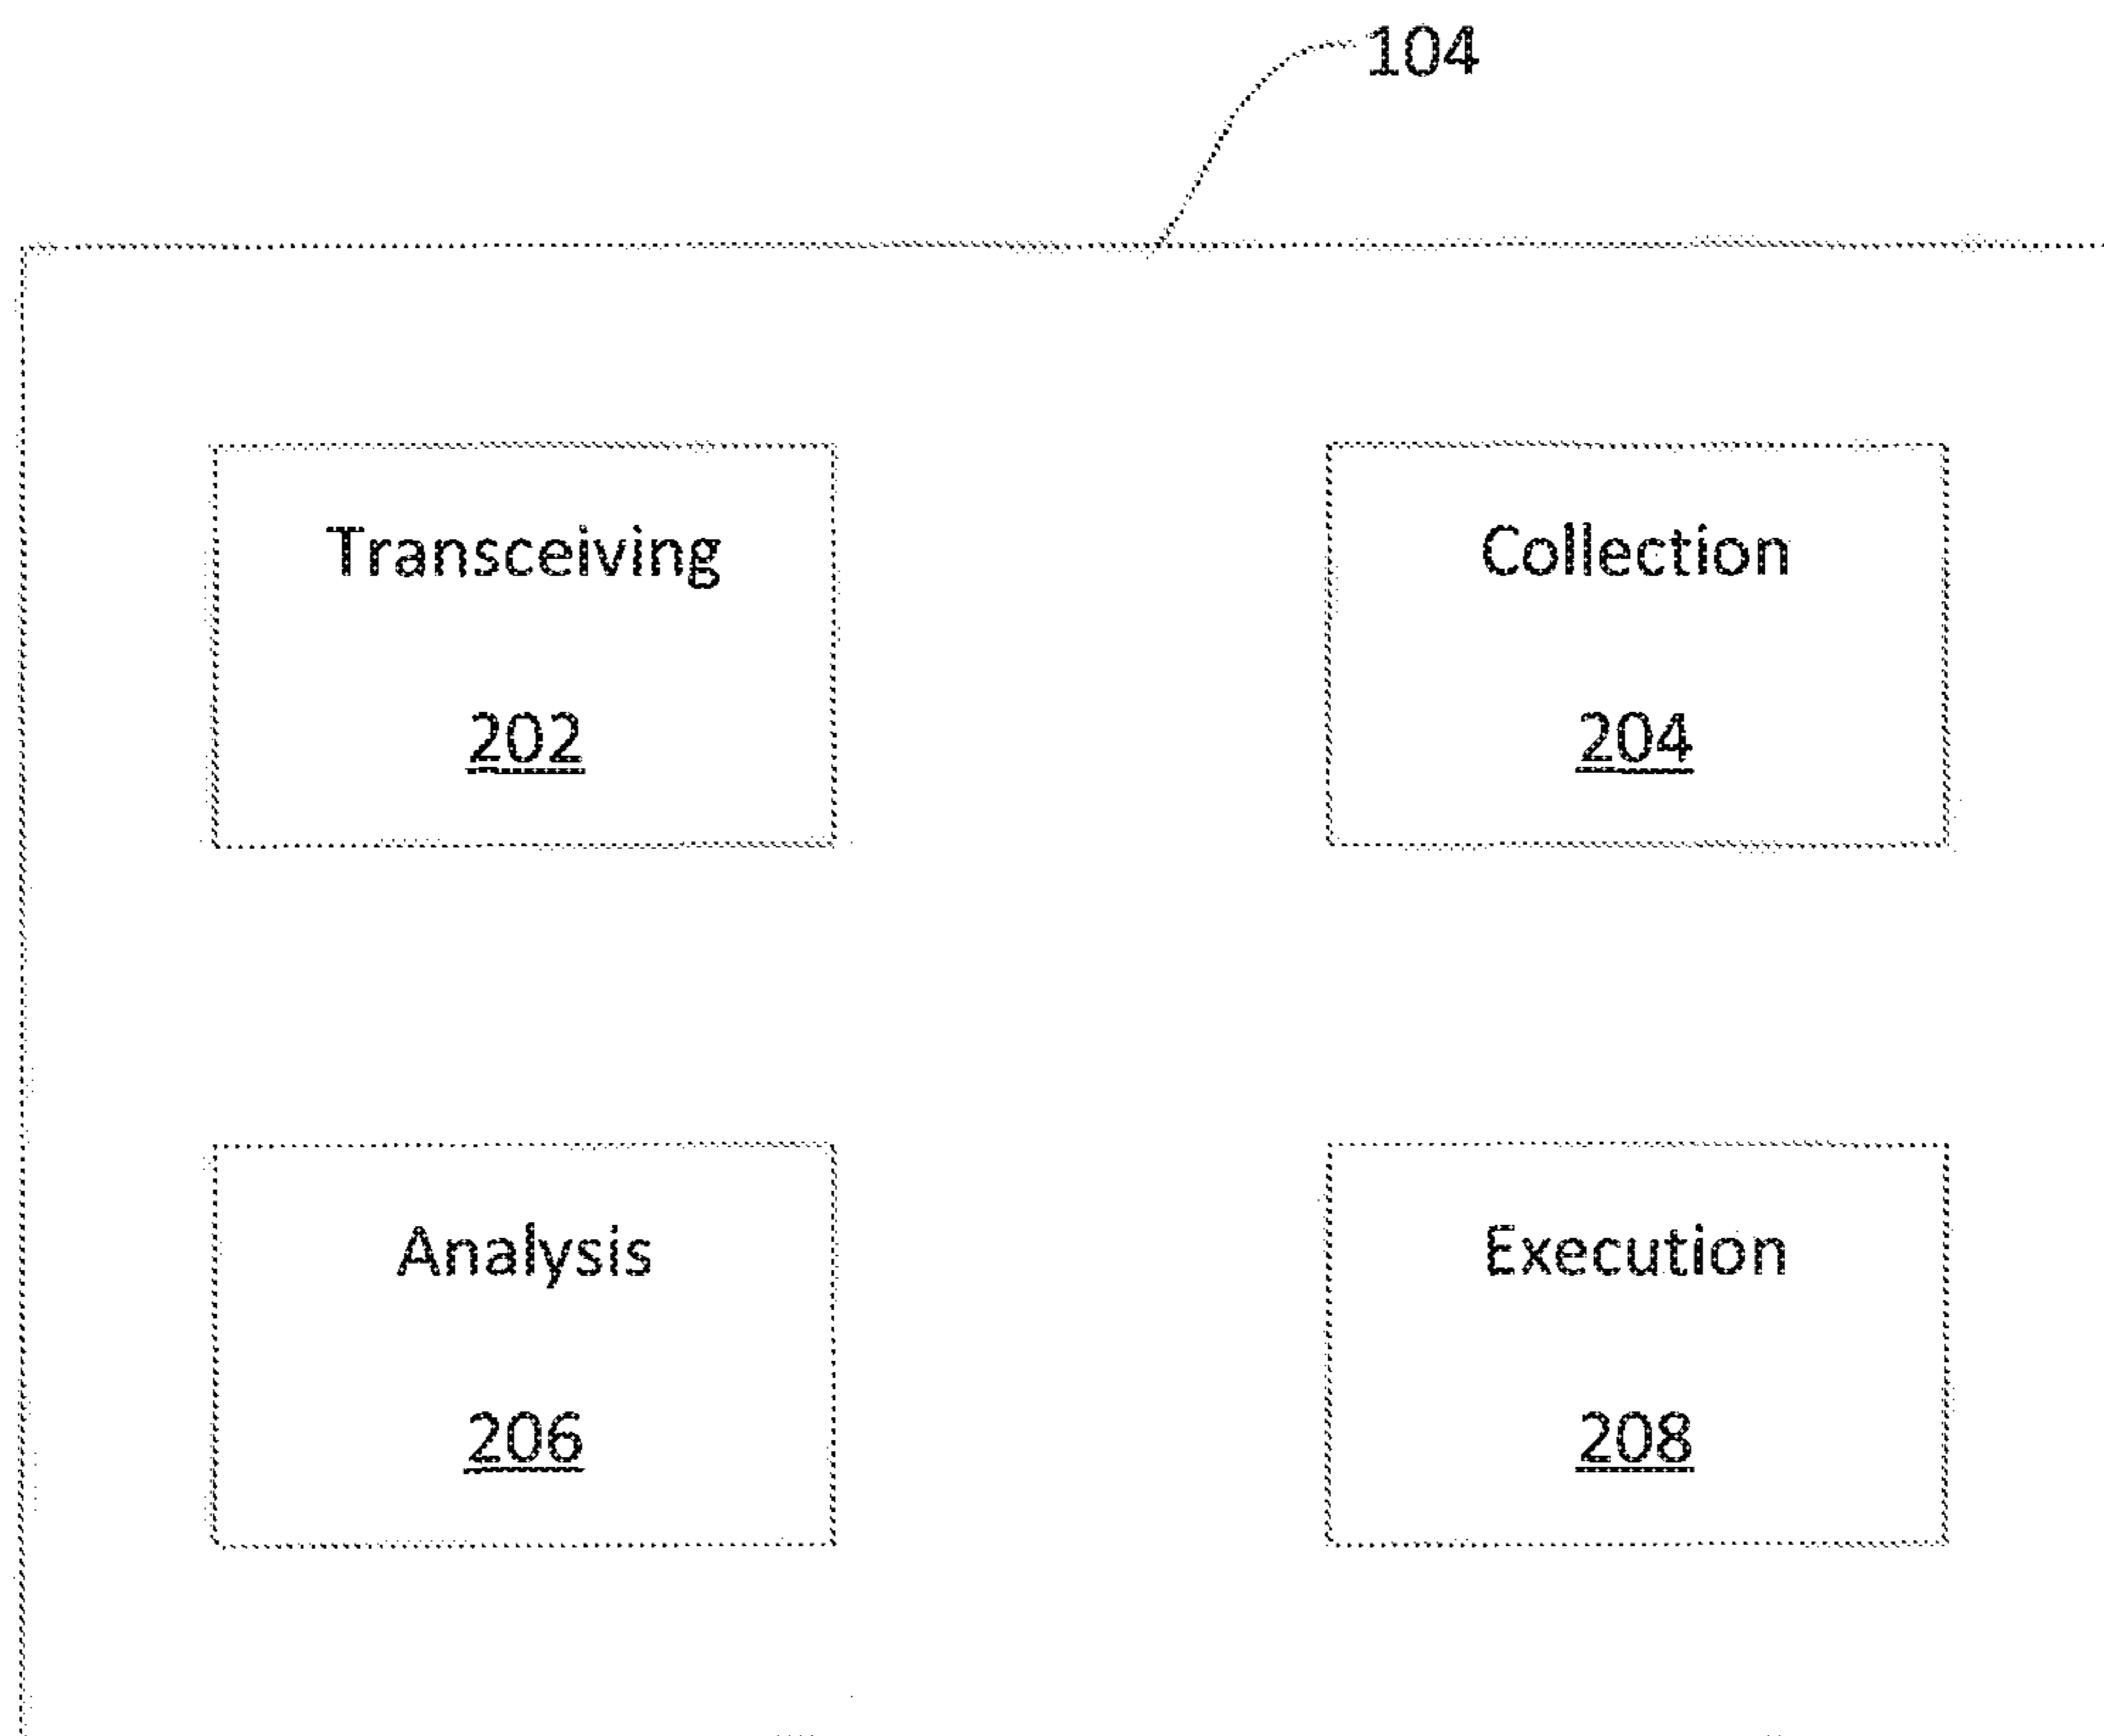 104
Transceiving
202
Collection
204
Analysis
206
Execution
208